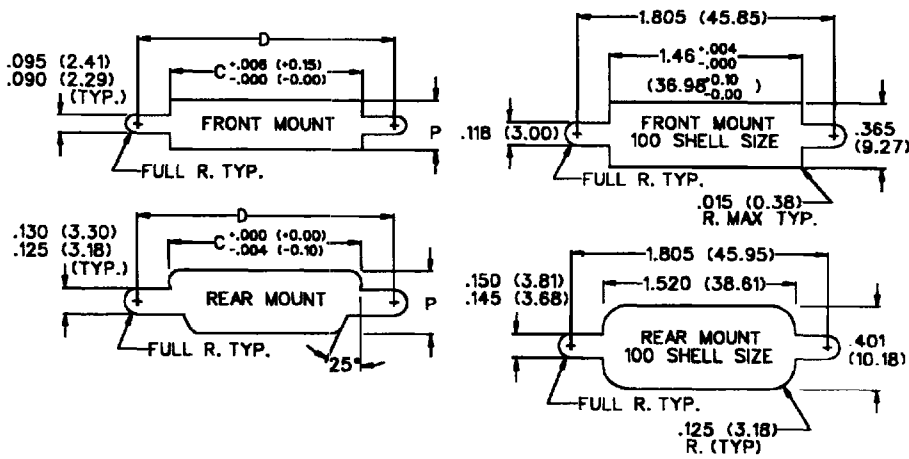 D
.095 (2.41)
.090 (2.29)
(TYP.)
C +.006 (+0.15)
-.000 (-0.00)
FRONT MOUNT
P
FULL R. TYP.
1.805 (45.85)
1.46 +.004
-.000
(36.98 +0.10
-0.00 )
.118 (3.00)
FRONT MOUNT
100 SHELL SIZE
.365
(9.27)
FULL R. TYP.
.015 (0.38)
R. MAX TYP.
D
.130 (3.30)
.125 (3.18)
(TYP.)
C +.000 (+0.00)
-.004 (-0.10)
REAR MOUNT
P
FULL R. TYP.
25°
1.805 (45.95)
.150 (3.81)
.145 (3.68)
1.520 (38.61)
REAR MOUNT
100 SHELL SIZE
.401
(10.18)
FULL R. TYP.
.125 (3.18)
R. (TYP)